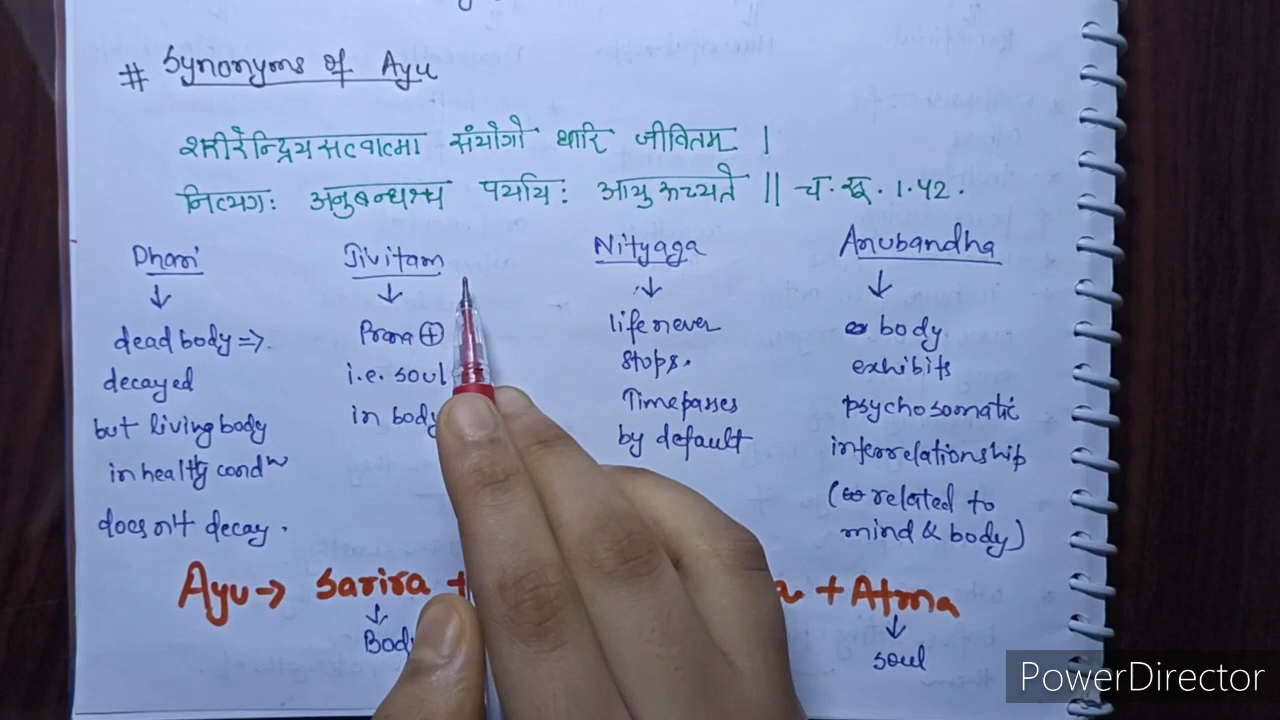 # Synonyms of Ayu
शरीरेन्द्रियसत्वात्मा संयोगो धारि जीवितम |
नित्यगः अनुबन्धश्च पर्याय: आयुरुच्यते || च. सू. 1.42.
Dhari
↓
dead body =>
decayed
but living body
in healty condn
doesn't decay.
Jivitam
↓
Prana ⊕
i.e. soul
in body
Nityaga
↓
life never
stops.
Time passes
by default
Anubandha
↓
body
exhibits
psychosomatic
interrelationship
( related to
mind & body)
Ayu → Sarira + a + Atma
↓ ↓
Body soul
PowerDirector